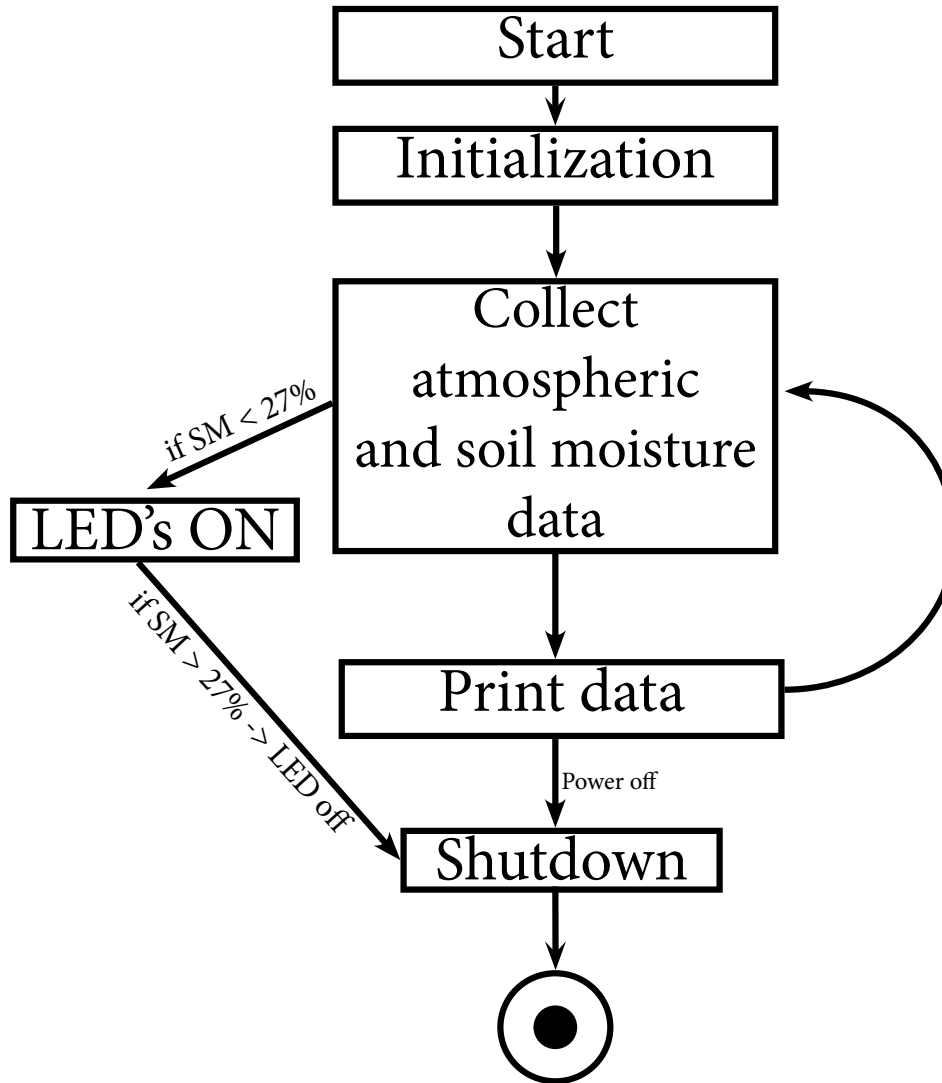 Start
Initialization
Collect
atmospheric
and soil moisture
data
if SM < 27%
LED's ON
if SM > 27% -> LED off
Print data
Power off
Shutdown